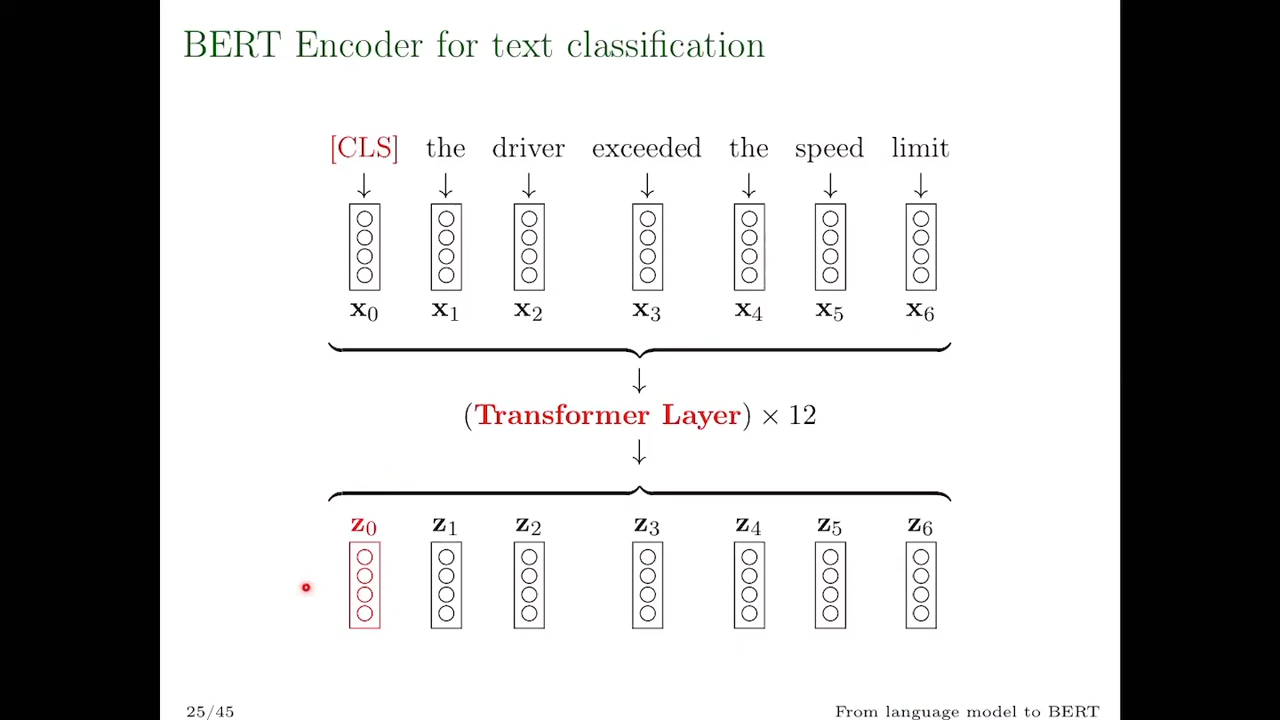 BERT Encoder for text classification
[CLS] the driver exceeded the speed limit
x0 x1 x2 x3 x4 x5 x6
(Transformer Layer) × 12
z0 z1 z2 z3 z4 z5 z6
25/45 From language model to BERT